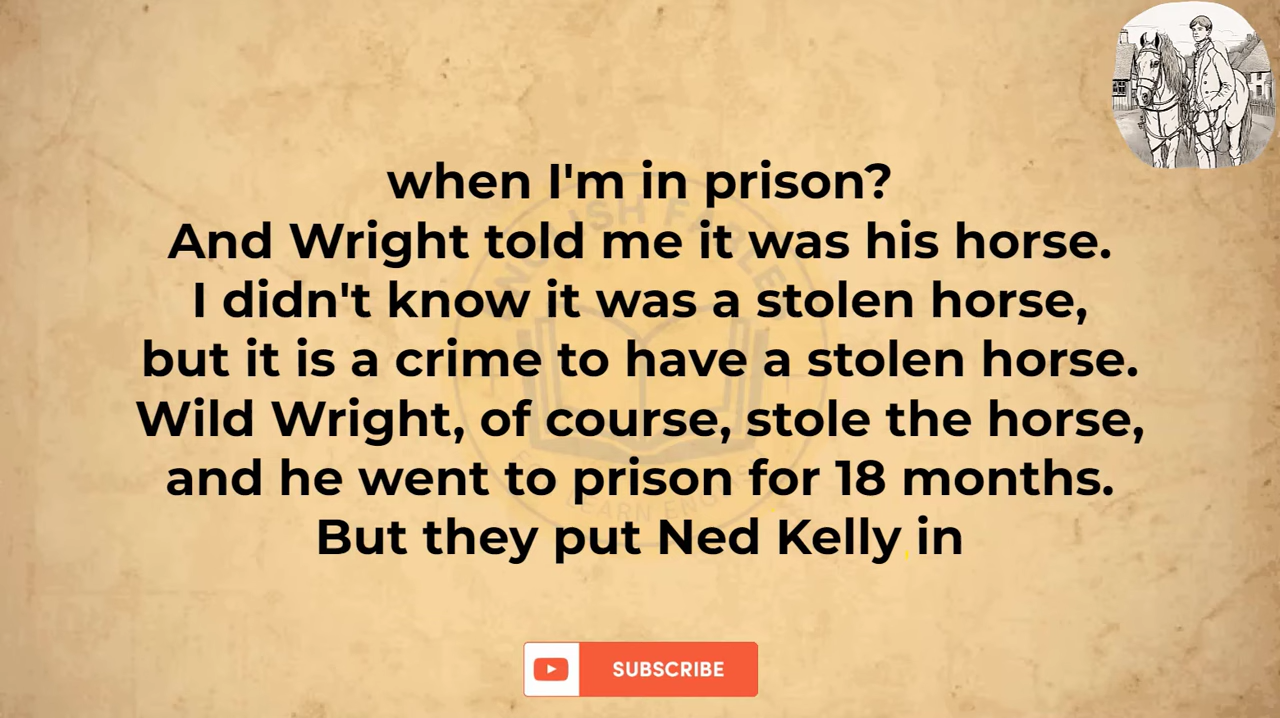 when I'm in prison?
And Wright told me it was his horse.
I didn't know it was a stolen horse,
but it is a crime to have a stolen horse.
Wild Wright, of course, stole the horse,
and he went to prison for 18 months.
But they put Ned Kelly in
SUBSCRIBE